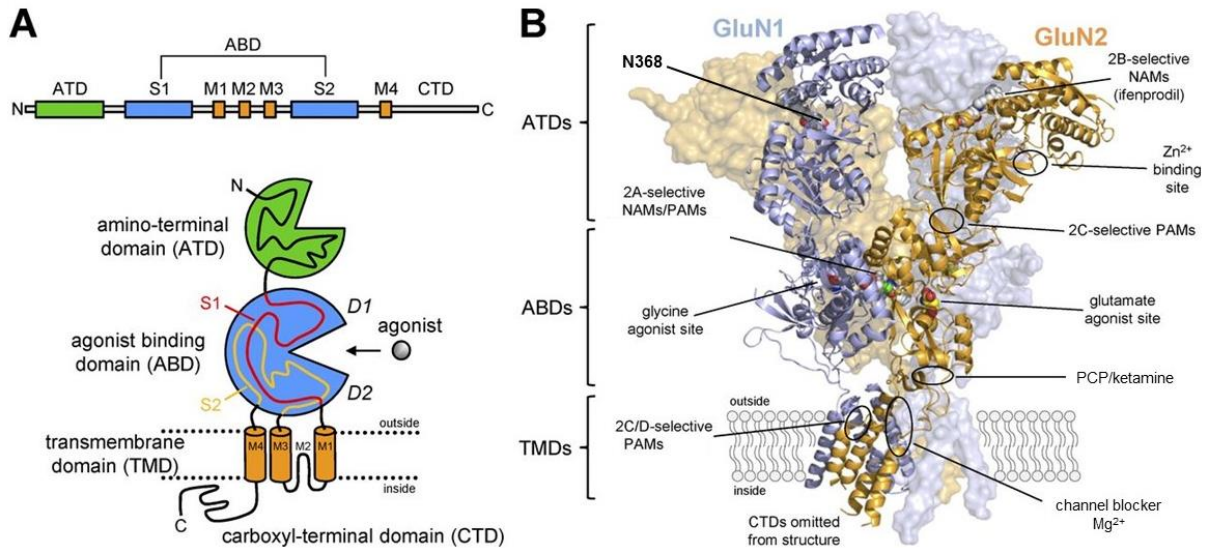 A
ABD
ATD
S1
M1
M2
M3
S2
M4
CTD
N
C
N
amino-terminal
domain (ATD)
S1
D1
agonist binding
domain (ABD)
agonist
D2
S2
transmembrane
domain (TMD)
outside
M4
M3
M2
M1
inside
C
carboxyl-terminal domain (CTD)
B
GluN1
GluN2
N368
2B-selective
NAMs
(ifenprodil)
ATDs
Zn²⁺
binding
site
2A-selective
NAMs/PAMs
2C-selective PAMs
ABDs
glycine
agonist site
glutamate
agonist site
PCP/ketamine
outside
2C/D-selective
PAMs
TMDs
inside
CTDs omitted
from structure
channel blocker
Mg²⁺